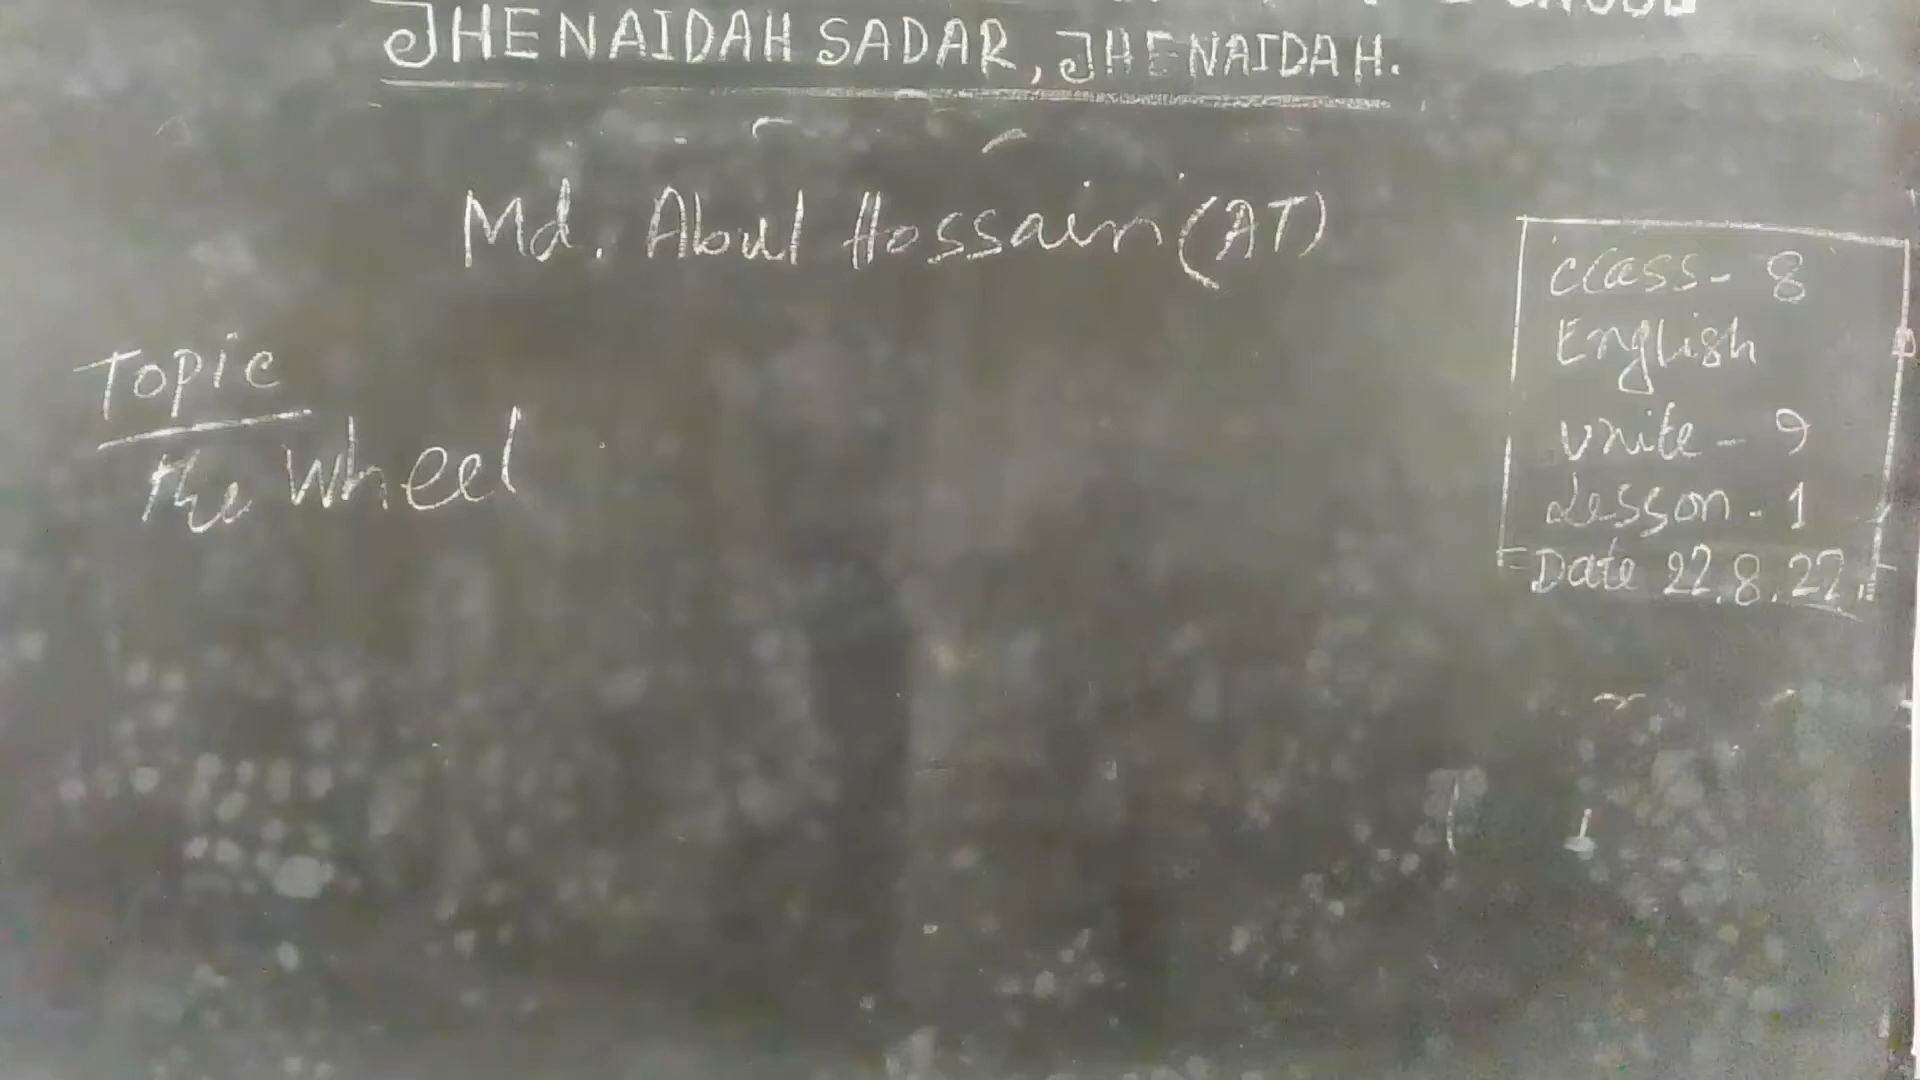 JHENAIDAH SADAR, JHENAIDAH.
Md. Abul Hossain (AT)
Topic
The Wheel
Class- 8
English
Unite - 9
Lesson - 1
Date 22.8.22